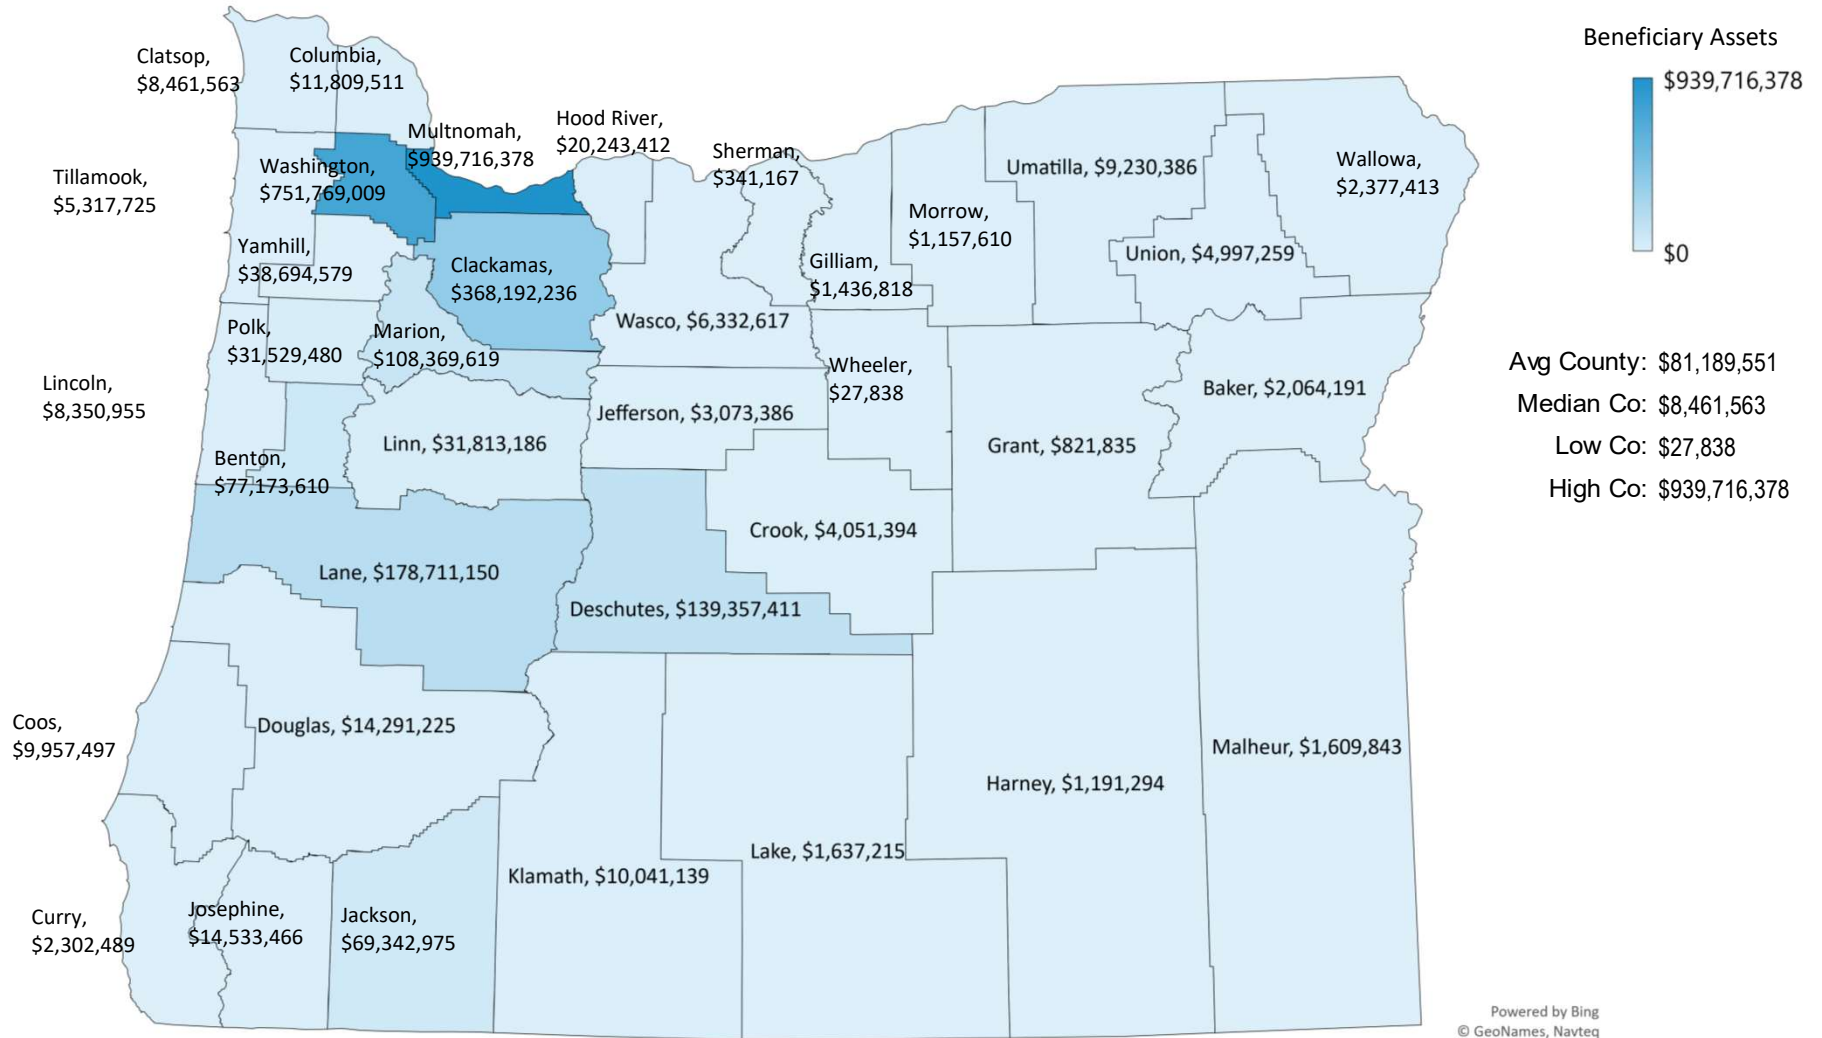 Clatsop,
$8,461,563
Columbia,
$11,809,511
Beneficiary Assets
$939,716,378
$0
Multnomah,
$939,716,378
Hood River,
$20,243,412
Sherman,
$341,167
Umatilla, $9,230,386
Wallowa,
$2,377,413
Tillamook,
$5,317,725
Washington,
$751,769,009
Morrow,
$1,157,610
Yamhill,
$38,694,579
Clackamas,
$368,192,236
Gilliam,
$1,436,818
Union, $4,997,259
Polk,
$31,529,480
Marion,
$108,369,619
Wasco, $6,332,617
Wheeler,
$27,838
Avg County: $81,189,551
Median Co: $8,461,563
Low Co: $27,838
High Co: $939,716,378
Lincoln,
$8,350,955
Jefferson, $3,073,386
Baker, $2,064,191
Benton,
$77,173,610
Linn, $31,813,186
Grant, $821,835
Crook, $4,051,394
Lane, $178,711,150
Deschutes, $139,357,411
Coos,
$9,957,497
Douglas, $14,291,225
Malheur, $1,609,843
Harney, $1,191,294
Lake, $1,637,215
Klamath, $10,041,139
Curry,
$2,302,489
Josephine,
$14,533,466
Jackson,
$69,342,975
Powered by Bing
© GeoNames, Navteq